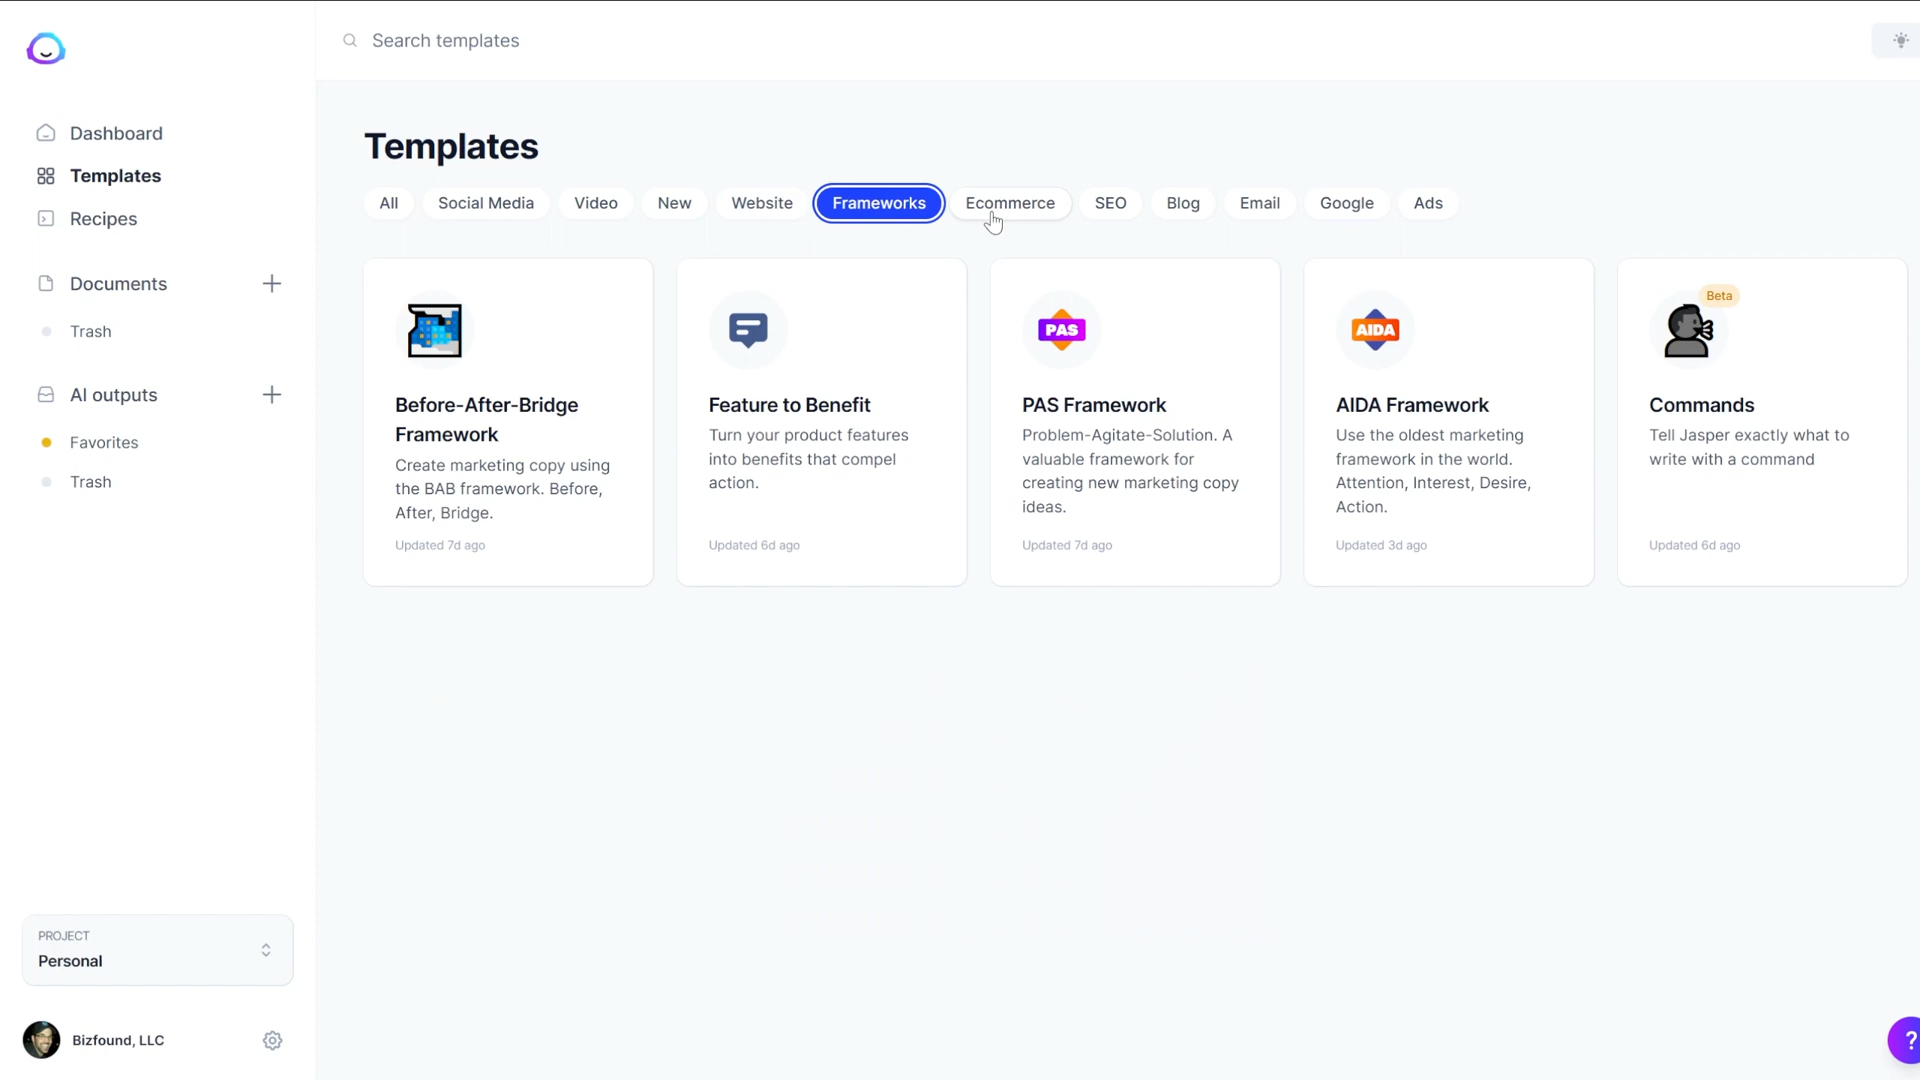 Search templates
Dashboard
Templates
Recipes
Documents
Trash
AI outputs
Favorites
Trash
PROJECT
Personal
Bizfound, LLC
Templates
All
Social Media
Video
New
Website
Frameworks
Ecommerce
SEO
Blog
Email
Google
Ads
Before-After-Bridge
Framework
Create marketing copy using
the BAB framework. Before,
After, Bridge.
Updated 7d ago
Feature to Benefit
Turn your product features
into benefits that compel
action.
Updated 6d ago
PAS
PAS Framework
Problem-Agitate-Solution. A
valuable framework for
creating new marketing copy
ideas.
Updated 7d ago
AIDA
AIDA Framework
Use the oldest marketing
framework in the world.
Attention, Interest, Desire,
Action.
Updated 3d ago
Beta
Commands
Tell Jasper exactly what to
write with a command
Updated 6d ago
?